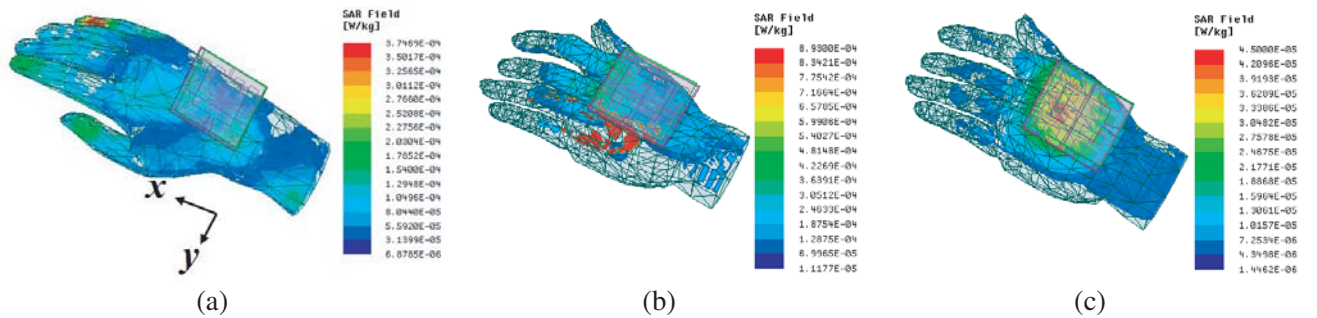 SAR Field
[W/kg]
3.7469E-04
3.5017E-04
3.2565E-04
3.0112E-04
2.7660E-04
2.5208E-04
2.2756E-04
2.0304E-04
1.7852E-04
1.5400E-04
1.2948E-04
1.0496E-04
8.0440E-05
5.5920E-05
3.1399E-05
6.8785E-06
x
y
(a)
SAR Field
[W/kg]
8.9300E-04
8.3421E-04
7.7542E-04
7.1664E-04
6.5785E-04
5.9906E-04
5.4027E-04
4.8148E-04
4.2269E-04
3.6391E-04
3.0512E-04
2.4633E-04
1.8754E-04
1.2875E-04
6.9965E-05
1.1177E-05
(b)
SAR Field
[W/kg]
4.5000E-05
4.2096E-05
3.9193E-05
3.6289E-05
3.3386E-05
3.0482E-05
2.7578E-05
2.4675E-05
2.1771E-05
1.8868E-05
1.5964E-05
1.3061E-05
1.0157E-05
7.2534E-06
4.3498E-06
1.4462E-06
(c)